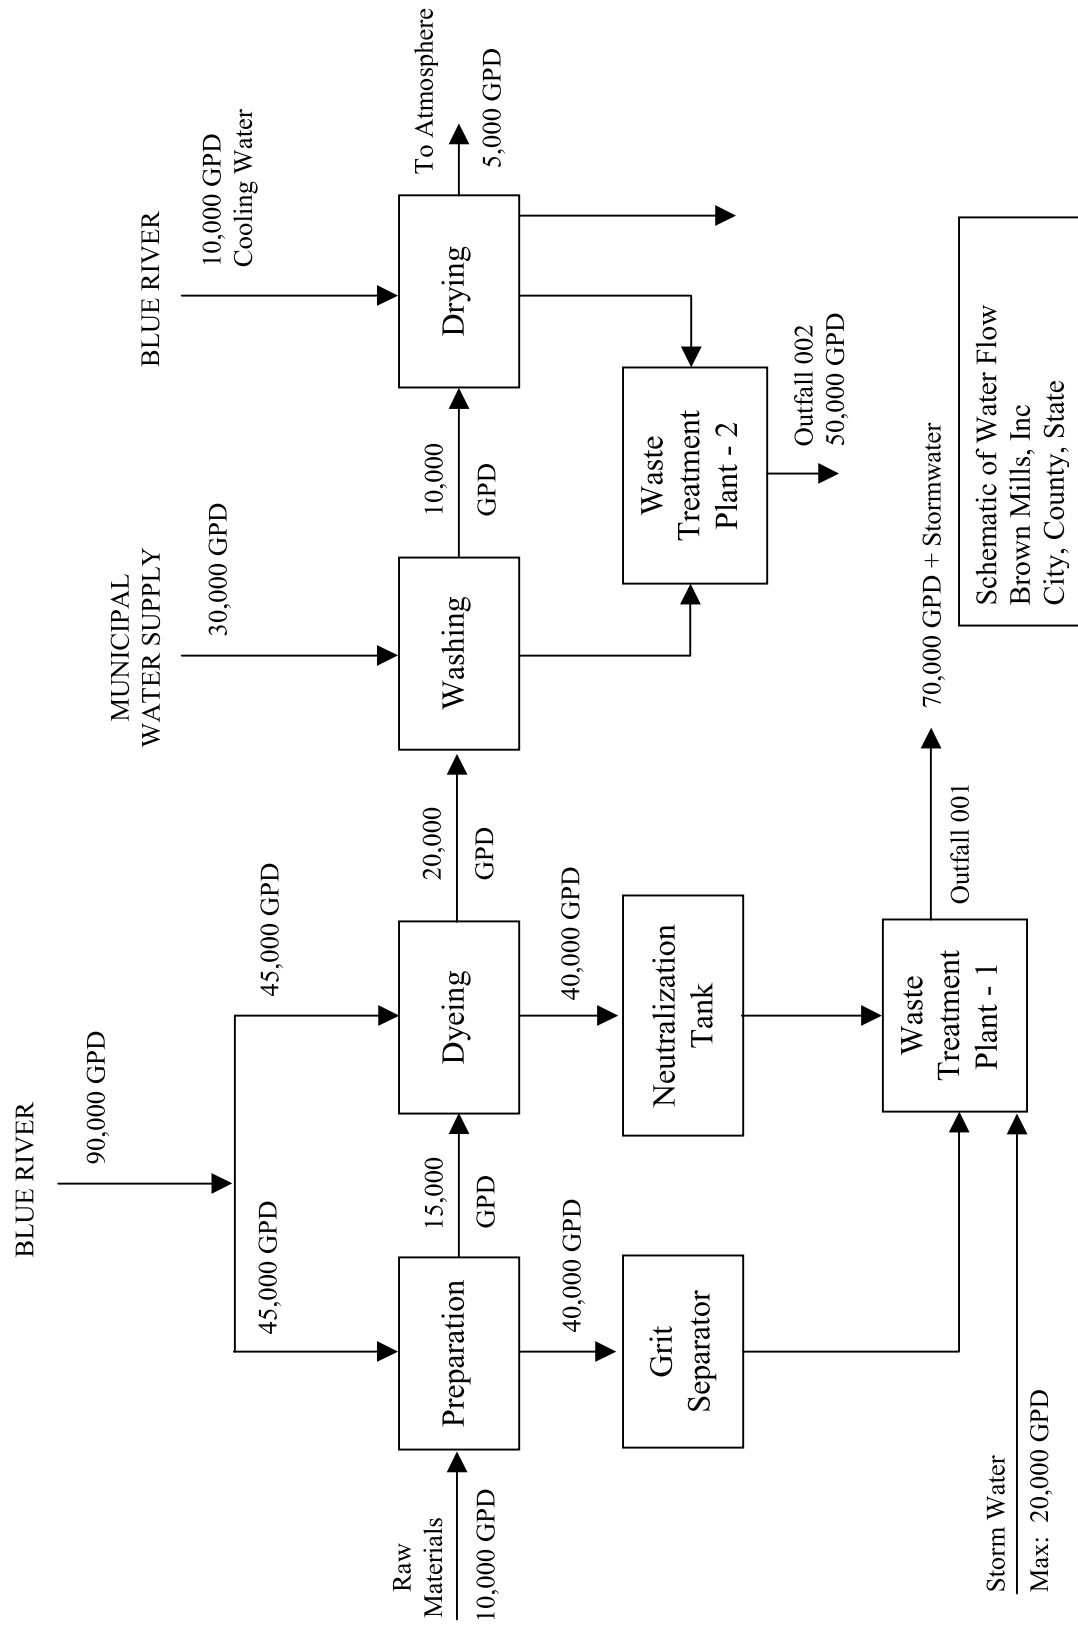 BLUE RIVER
90,000 GPD
MUNICIPAL
WATER SUPPLY
30,000 GPD
BLUE RIVER
10,000 GPD
Cooling Water
45,000 GPD
45,000 GPD
Raw
Materials
10,000 GPD
Preparation
15,000
GPD
Dyeing
20,000
GPD
Washing
10,000
GPD
Drying
To Atmosphere
5,000 GPD
40,000 GPD
40,000 GPD
Grit
Separator
Neutralization
Tank
Waste
Treatment
Plant - 2
Outfall 002
50,000 GPD
Waste
Treatment
Plant - 1
Outfall 001
70,000 GPD + Stormwater
Storm Water
Max: 20,000 GPD
Schematic of Water Flow
Brown Mills, Inc
City, County, State